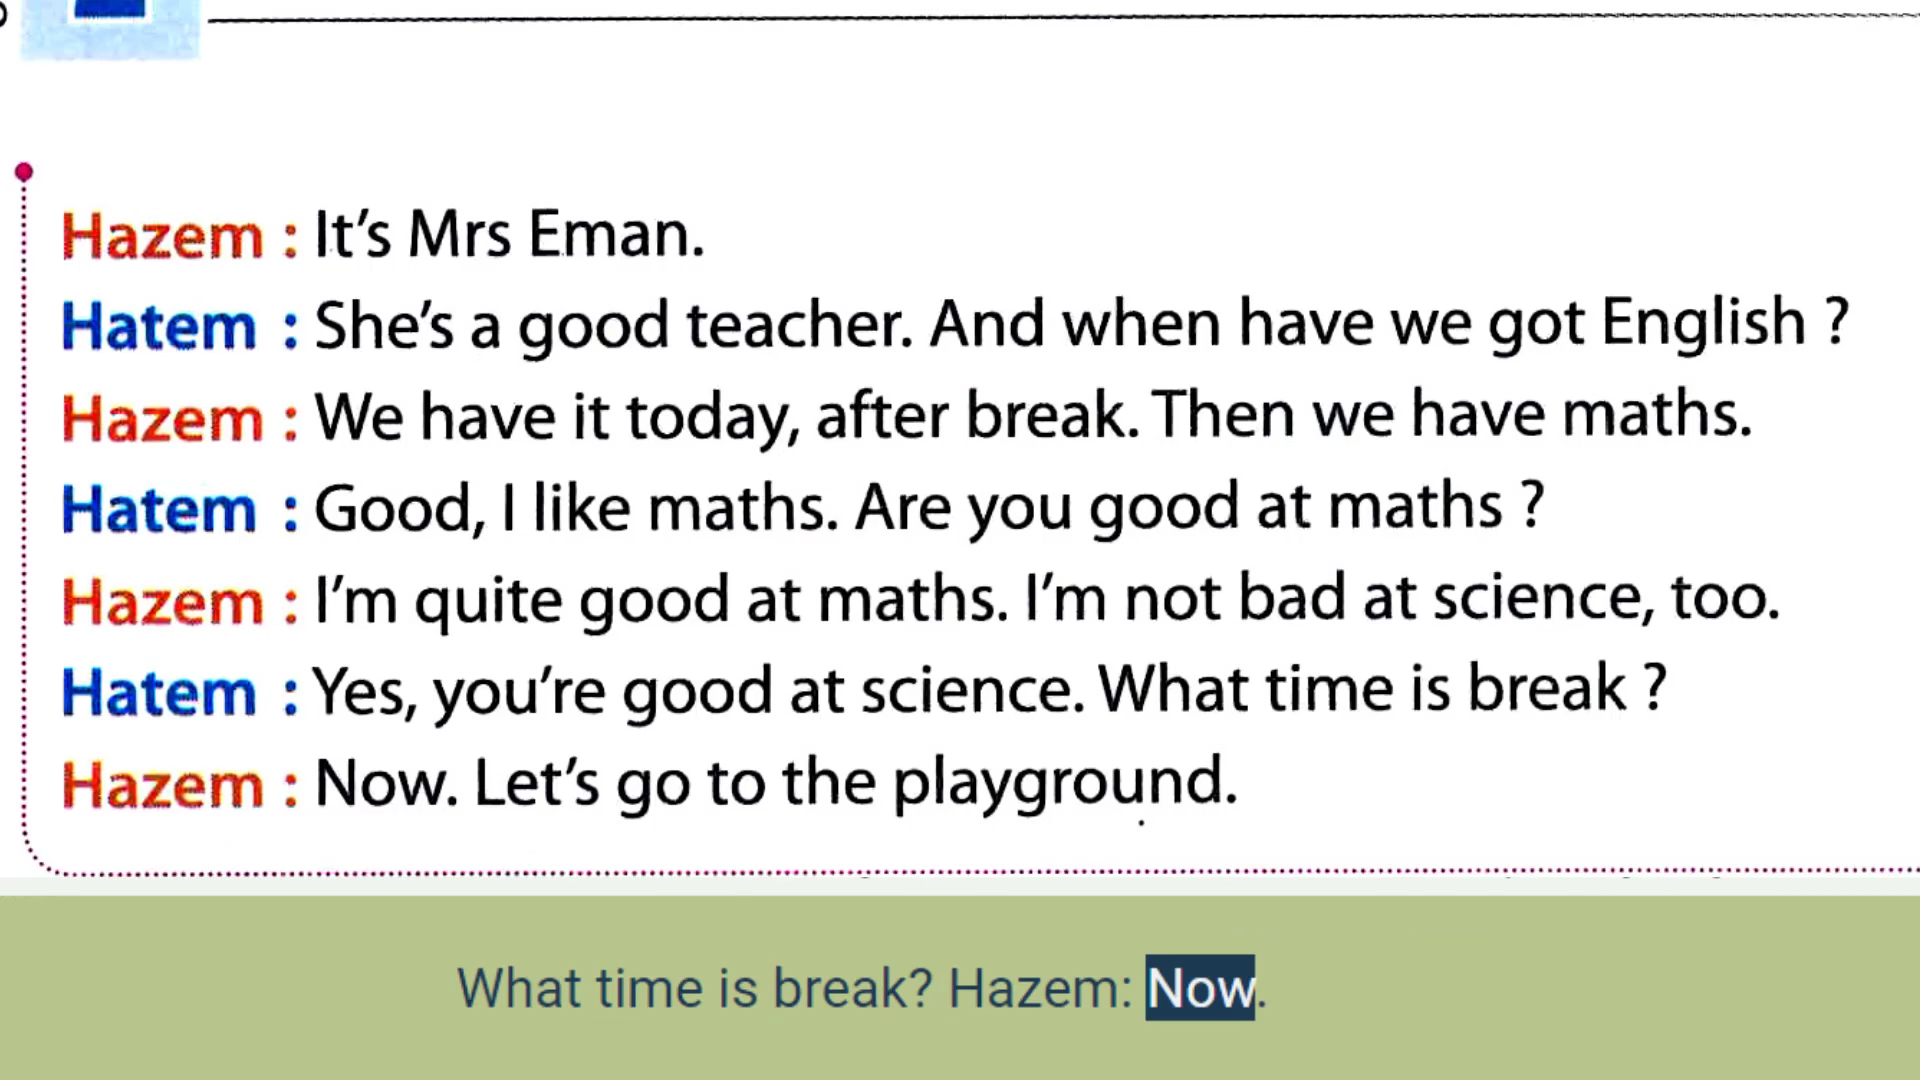 Hazem : It's Mrs Eman.
Hatem : She's a good teacher. And when have we got English ?
Hazem : We have it today, after break. Then we have maths.
Hatem : Good, I like maths. Are you good at maths ?
Hazem : I'm quite good at maths. I'm not bad at science, too.
Hatem : Yes, you're good at science. What time is break ?
Hazem : Now. Let's go to the playground.
What time is break? Hazem: Now.